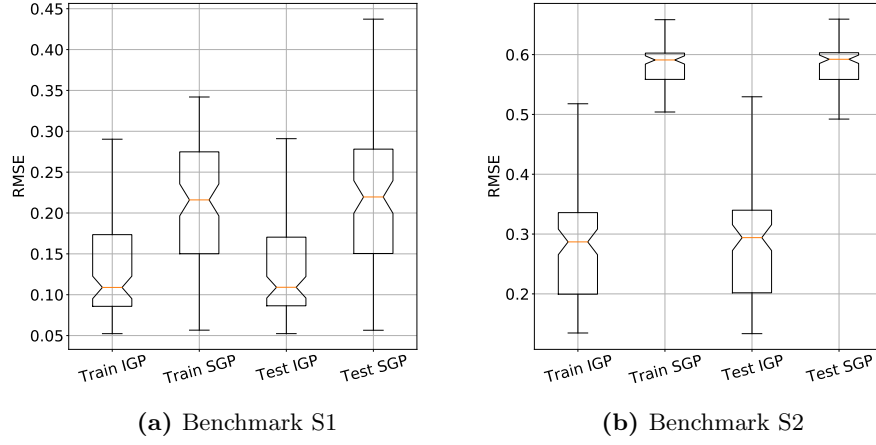 0.45
0.40
0.35
0.30
0.25
0.20
0.15
0.10
0.05
RMSE
Train IGP
Train SGP
Test IGP
Test SGP
(a) Benchmark S1
0.6
0.5
0.4
0.3
0.2
RMSE
Train IGP
Train SGP
Test IGP
Test SGP
(b) Benchmark S2